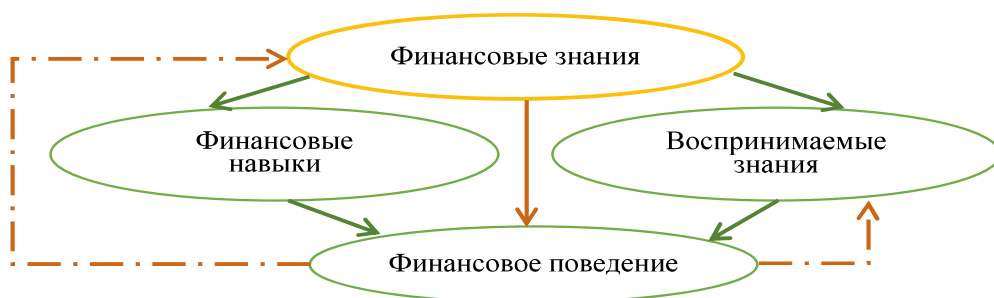 Финансовые знания
Финансовые
навыки
Воспринимаемые
знания
Финансовое поведение